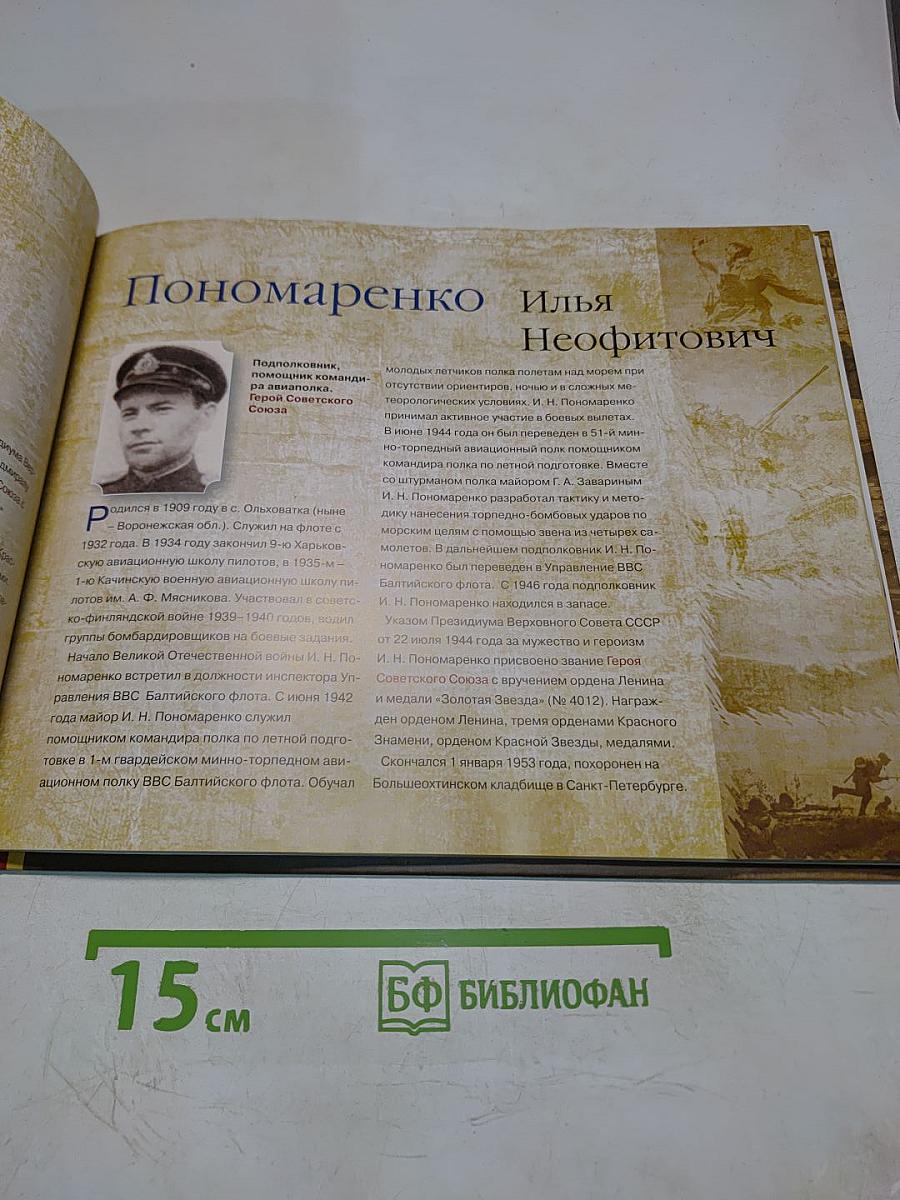 Пономаренко
Илья
Неофитович
Подполковник,
помощник команди-
ра авиаполка.
Герой Советского
Союза
Родился в 1909 году в с. Ольховатка (ныне
– Воронежская обл.). Служил на флоте с
1932 года. В 1934 году закончил 9-ю Харьков-
скую авиационную школу пилотов, в 1935-м –
1-ю Качинскую военную авиационную школу пи-
лотов им. А. Ф. Мясникова. Участвовал в советс-
ко-финляндской войне 1939–1940 годов, водил
группы бомбардировщиков на боевые задания.
Начало Великой Отечественной войны И. Н. По-
номаренко встретил в должности инспектора Уп-
равления ВВС Балтийского флота. С июня 1942
года майор И. Н. Пономаренко служил
помощником командира полка по летной подго-
товке в 1-м гвардейском минно-торпедном ави-
ационном полку ВВС Балтийского флота. Обучал
молодых летчиков полка полетам над морем при
отсутствии ориентиров, ночью и в сложных ме-
теорологических условиях. И. Н. Пономаренко
принимал активное участие в боевых вылетах.
В июне 1944 года он был переведен в 51-й мин-
но-торпедный авиационный полк помощником
командира полка по летной подготовке. Вместе
со штурманом полка майором Г. А. Завариным
И. Н. Пономаренко разработал тактику и мето-
дику нанесения торпедно-бомбовых ударов по
морским целям с помощью звена из четырех са-
молетов. В дальнейшем подполковник И. Н. По-
номаренко был переведен в Управление ВВС
Балтийского флота. С 1946 года подполковник
И. Н. Пономаренко находился в запасе.
Указом Президиума Верховного Совета СССР
от 22 июля 1944 года за мужество и героизм
И. Н. Пономаренко присвоено звание Героя
Советского Союза с вручением ордена Ленина
и медали «Золотая Звезда» (№ 4012). Награж-
ден орденом Ленина, тремя орденами Красного
Знамени, орденом Красной Звезды, медалями.
Скончался 1 января 1953 года, похоронен на
Большеохтинском кладбище в Санкт-Петербурге.
15 см
БФ БИБЛИОФАН